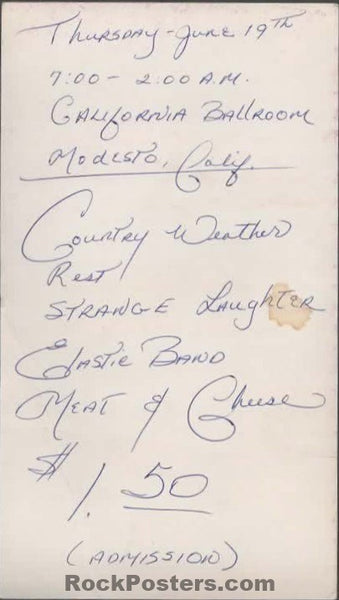 Thursday - June 19th
7:00 - 2:00 A.M.
California Ballroom
Modesto, Calif.
Country Weather
Rest
Strange Laughter
Elastic Band
Meat & Cheese
$1.50
(Admission)
RockPosters.com